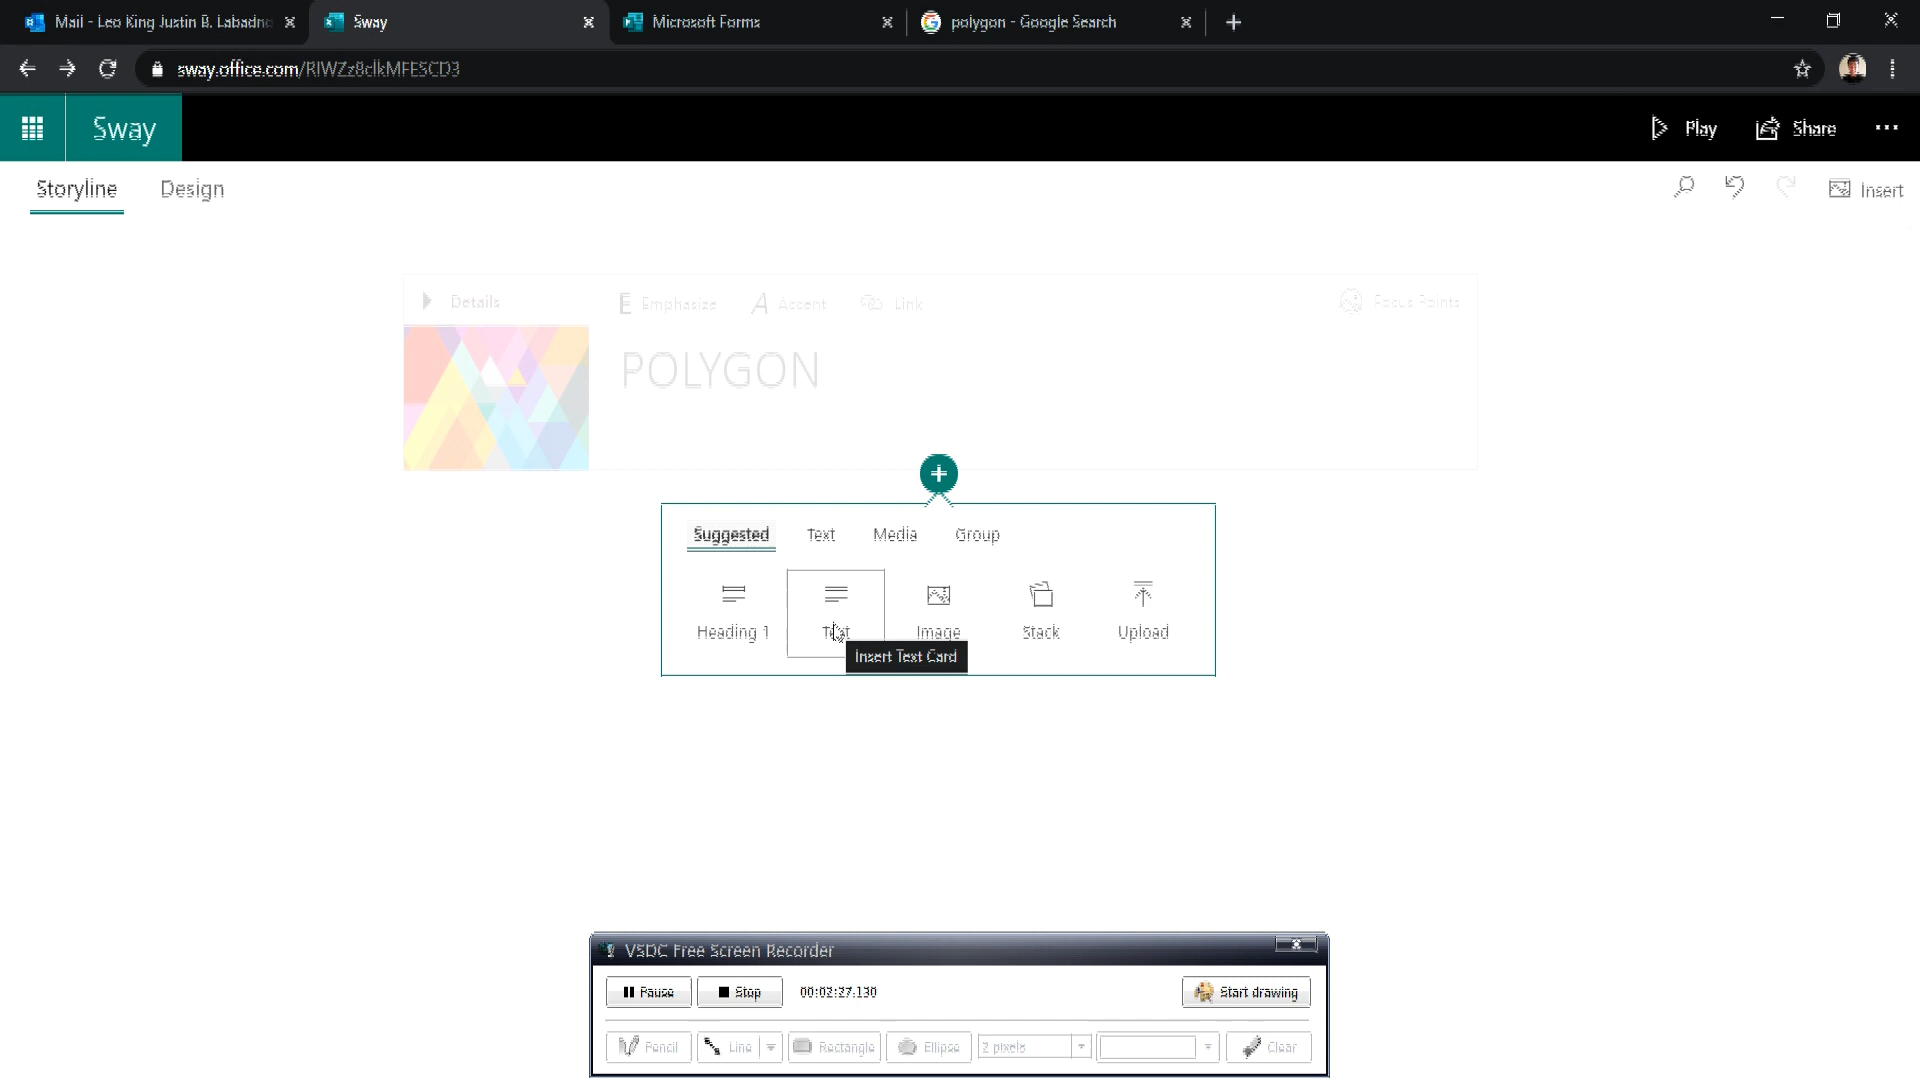 Mail - Leo King Justin B. Labadno
Sway
Microsoft Forms
polygon - Google Search
sway.office.com/RlWZz8clkMFESCD3
Sway
Play
Share
Storyline
Design
Insert
Details
Emphasize
Accent
Link
Focus Points
POLYGON
Suggested
Text
Media
Group
Heading 1
Text
Image
Stack
Upload
Insert Text Card
VSDC Free Screen Recorder
Pause
Stop
00:02:27.130
Start drawing
Pencil
Line
Rectangle
Ellipse
2 pixels
Clear